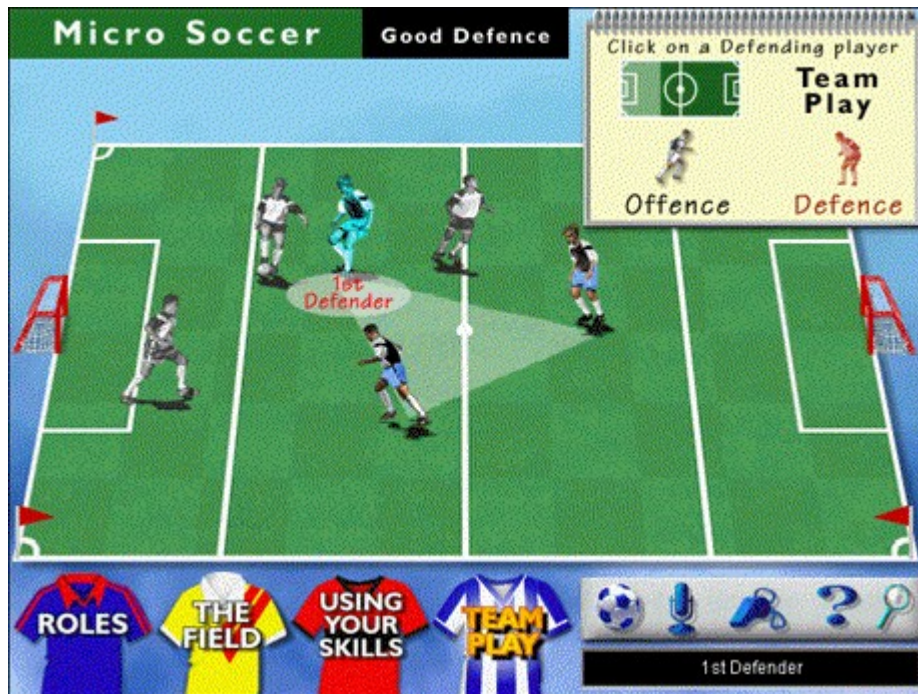 Micro Soccer
Good Defence
Click on a Defending player
Team
Play
Offence
Defence
1st
Defender
ROLES
THE
FIELD
USING
YOUR
SKILLS
TEAM
PLAY
?
1st Defender